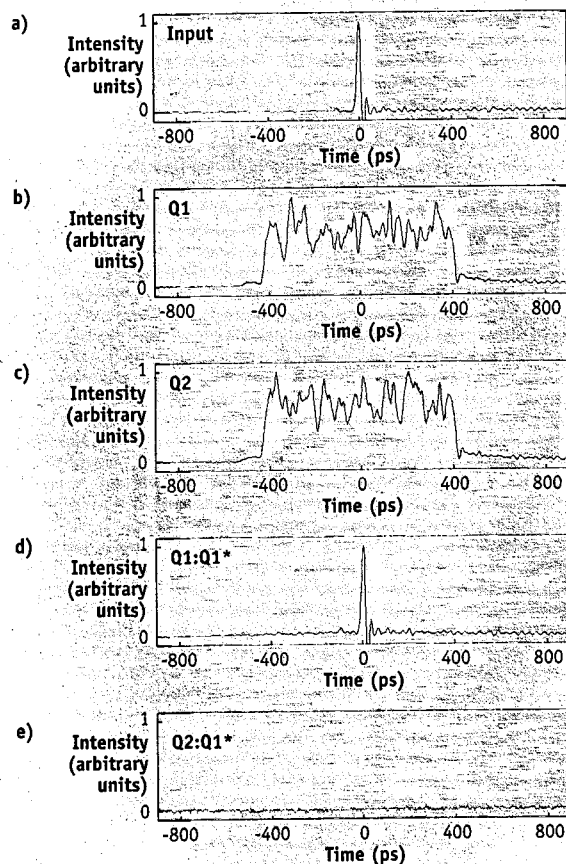 a)
Intensity
(arbitrary
units)
1
0
Input
-800 -400 0 400 800
Time (ps)
b)
Intensity
(arbitrary
units)
1
0
Q1
-800 -400 0 400 800
Time (ps)
c)
Intensity
(arbitrary
units)
1
0
Q2
-800 -400 0 400 800
Time (ps)
d)
Intensity
(arbitrary
units)
1
0
Q1:Q1*
-800 -400 0 400 800
Time (ps)
e)
Intensity
(arbitrary
units)
1
0
Q2:Q1*
-800 -400 0 400 800
Time (ps)